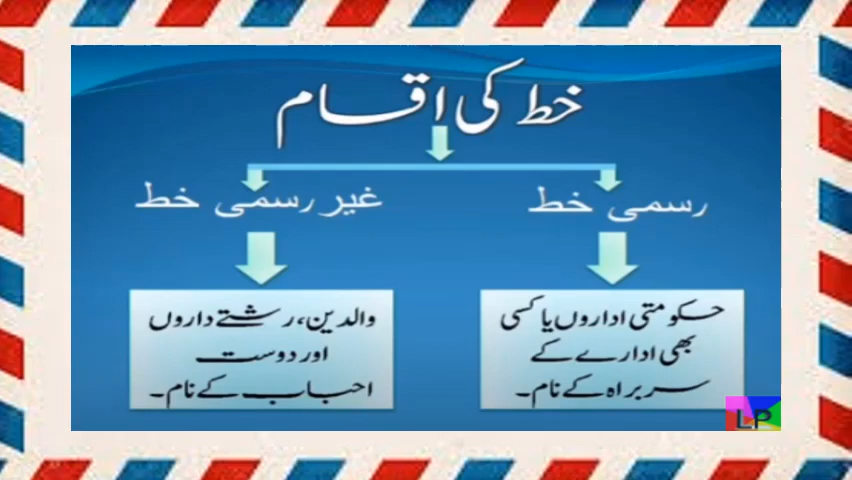 خط کی اقسام
رسمی خط
غیر رسمی خط
حکومتی اداروں یا کسی
بھی ادارے کے
سربراہ کے نام۔
والدین، رشتے داروں
اور دوست
احباب کے نام۔
LP